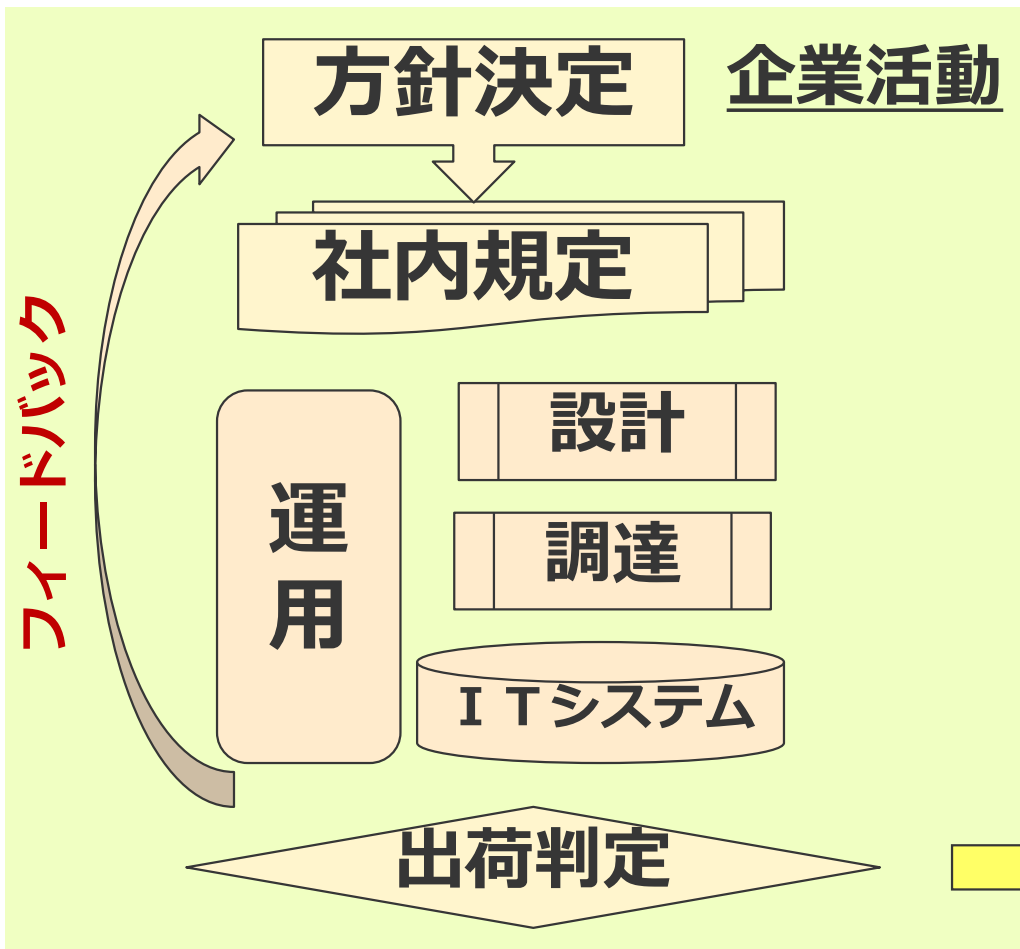 方針決定
企業活動
社内規定
フィードバック
設計
運用
調達
ＩＴシステム
出荷判定